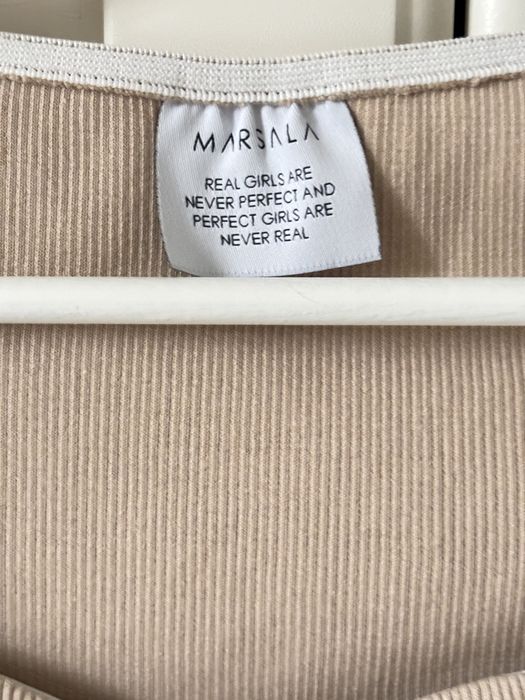 MARSALA
REAL GIRLS ARE
NEVER PERFECT AND
PERFECT GIRLS ARE
NEVER REAL